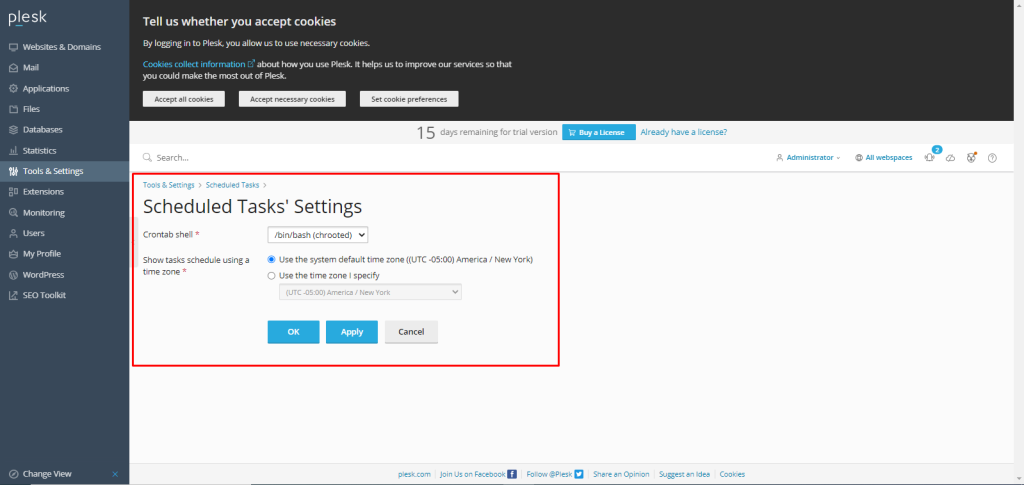 plesk
Websites & Domains
Mail
Applications
Files
Databases
Statistics
Tools & Settings
Extensions
Monitoring
Users
My Profile
WordPress
SEO Toolkit
Change View
Tell us whether you accept cookies
By logging in to Plesk, you allow us to use necessary cookies.
Cookies collect information about how you use Plesk. It helps us to improve our services so that
you could make the most out of Plesk.
Accept all cookies Accept necessary cookies Set cookie preferences
15 days remaining for trial version Buy a License Already have a license?
Search... Administrator All webspaces 2
Tools & Settings > Scheduled Tasks >
Scheduled Tasks' Settings
Crontab shell * /bin/bash (chrooted)
Show tasks schedule using a
time zone *
Use the system default time zone ((UTC -05:00) America / New York)
Use the time zone I specify
(UTC -05:00) America / New York
OK Apply Cancel
plesk.com Join Us on Facebook Follow @Plesk Share an Opinion Suggest an Idea Cookies